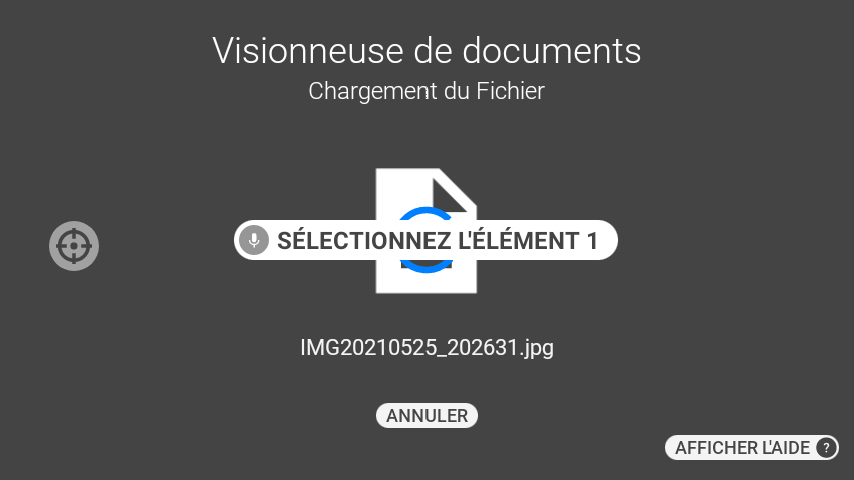 Visionneuse de documents
Chargement du Fichier
SÉLECTIONNEZ L'ÉLÉMENT 1
IMG20210525_202631.jpg
ANNULER
AFFICHER L'AIDE ?